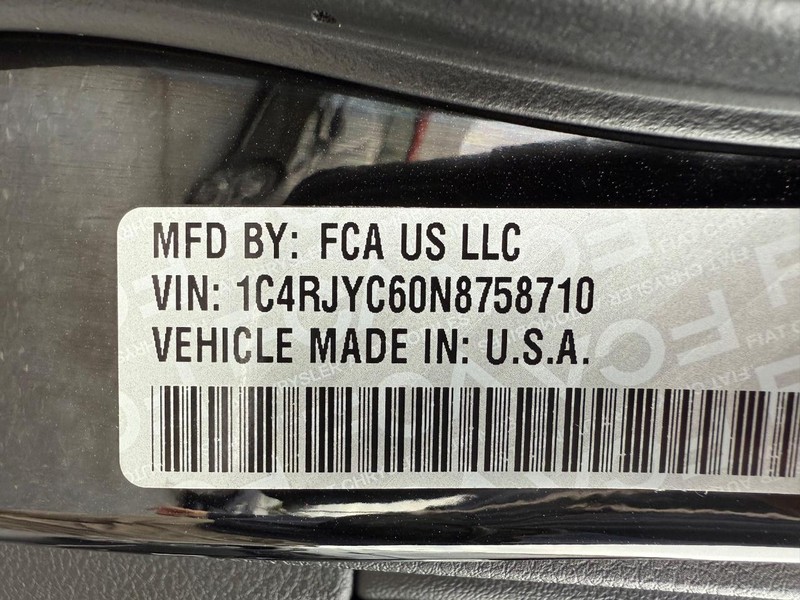 MFD BY: FCA US LLC
VIN: 1C4RJYC60N8758710
VEHICLE MADE IN: U.S.A.